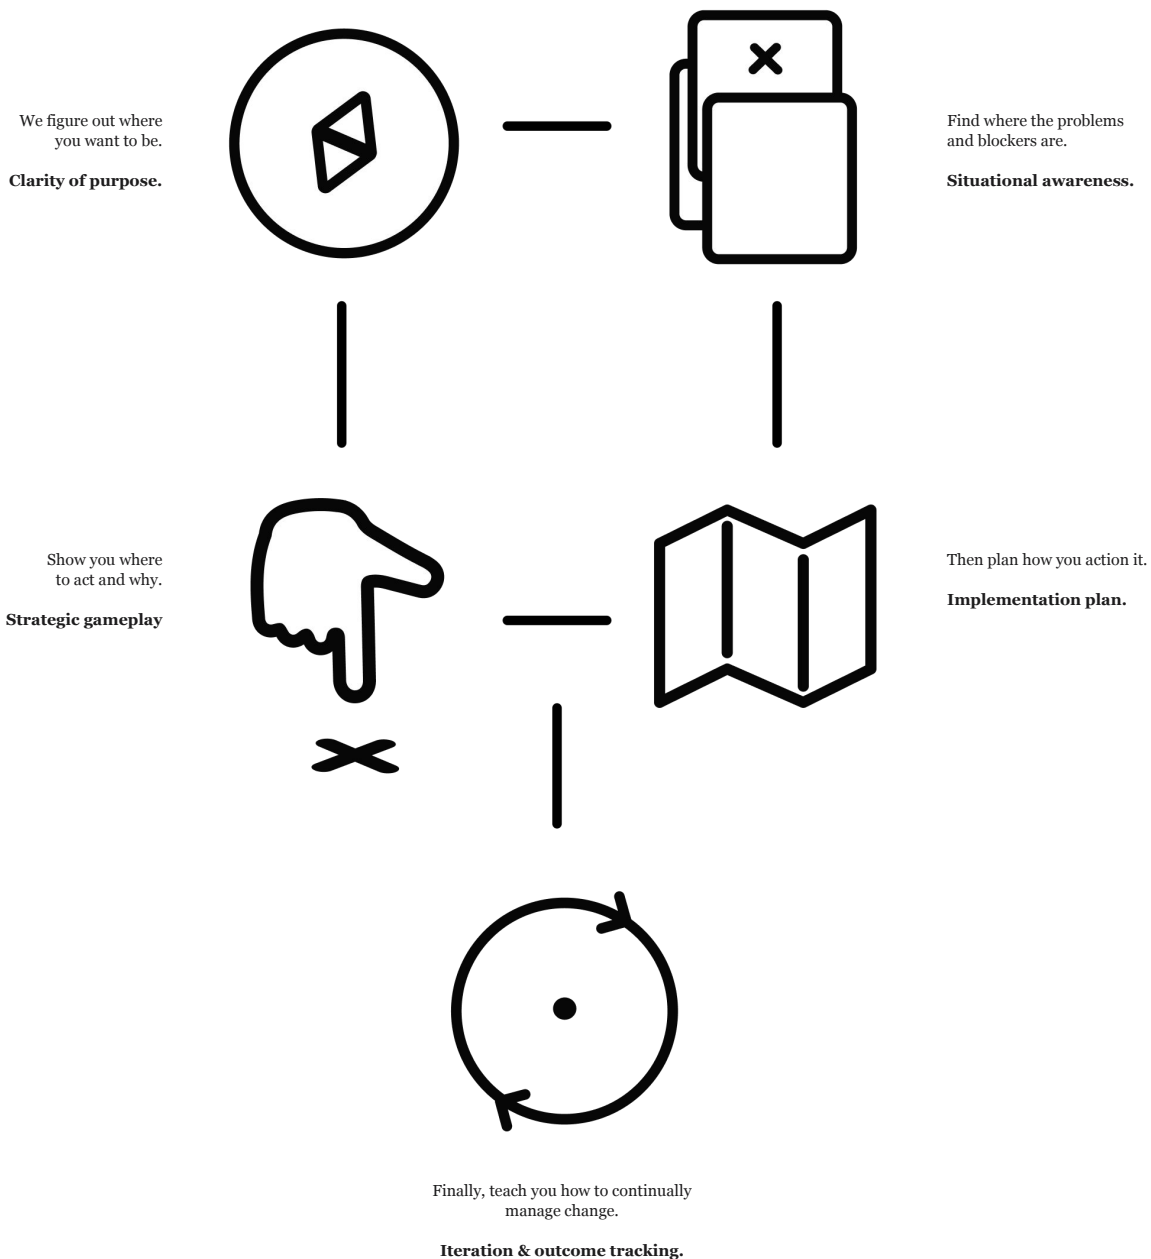 We figure out where
you want to be.
Clarity of purpose.
Find where the problems
and blockers are.
Situational awareness.
Show you where
to act and why.
Strategic gameplay
Then plan how you action it.
Implementation plan.
Finally, teach you how to continually
manage change.
Iteration & outcome tracking.